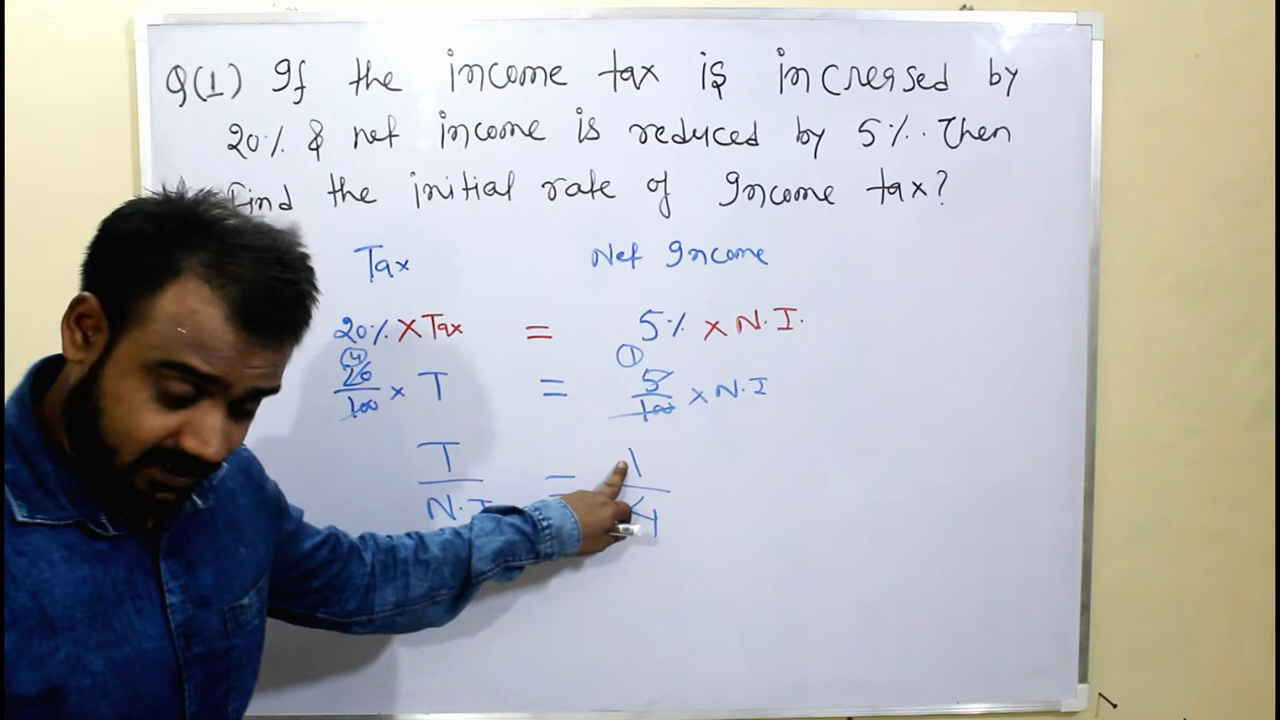 Q(1) If the income tax is increased by
20% & net income is reduced by 5%. Then
Find the initial rate of Income tax?
Tax Net Income
20% × Tax = 5% × N.I.
4 1
20/100 × T = 5/100 × N.I
T/N.I = 1/4